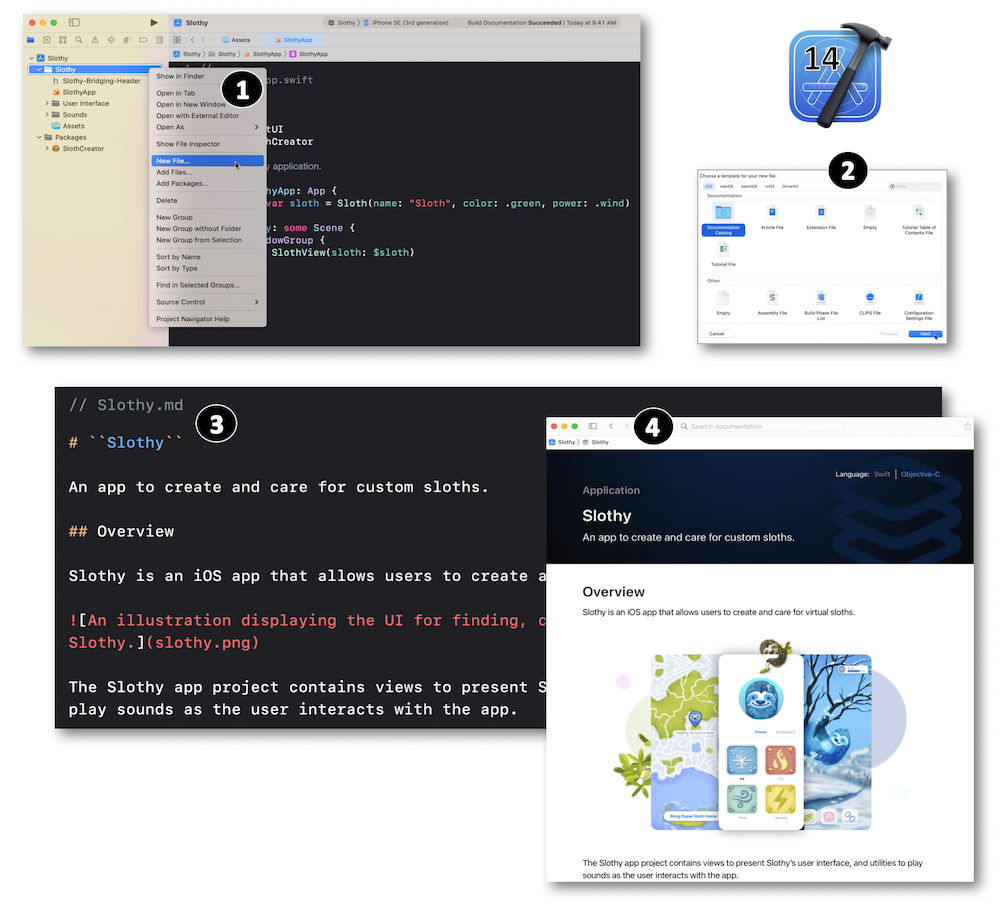 Slothy
Slothy 〉 iPhone SE (3rd generation)
Build Documentation Succeeded | Today at 9:41 AM
Assets
SlothyApp
Slothy 〉 Slothy 〉 SlothyApp 〉 SlothyApp
Slothy
Slothy
Slothy-Bridging-Header
SlothyApp
User Interface
Sounds
Assets
Packages
SlothCreator
Show in Finder
Open in Tab
Open in New Window
Open with External Editor
Open As
Show File Inspector
New File...
Add Files...
Add Packages...
Delete
New Group
New Group without Folder
New Group from Selection
Sort by Name
Sort by Type
Find in Selected Groups...
Source Control
Project Navigator Help
1 //
pp.swift
tUI
thCreator
y application.
hyApp: App {
var sloth = Sloth(name: "Sloth", color: .green, power: .wind)
y: some Scene {
dowGroup {
SlothView(sloth: $sloth)
1
14
2
Choose a template for your new file:
iOS macOS watchOS tvOS DriverKit
Filter
Documentation
Documentation Catalog
Article File
Extension File
Empty
Tutorial Table of Contents File
Tutorial File
Other
Empty
Assembly File
Build Phase File List
CLIPS File
Configuration Settings File
Cancel
Previous
Next
// Slothy.md
3
# ``Slothy``
An app to create and care for custom sloths.
## Overview
Slothy is an iOS app that allows users to create a
![An illustration displaying the UI for finding, c
Slothy.](slothy.png)
The Slothy app project contains views to present S
play sounds as the user interacts with the app.
4
Search documentation
Slothy 〉 Slothy
Language: Swift | Objective-C
Application
Slothy
An app to create and care for custom sloths.
Overview
Slothy is an iOS app that allows users to create and care for virtual sloths.
Power
Accessory
Ice
Fire
Wind
Lightning
Bring Super Sloth Home
The Slothy app project contains views to present Slothy's user interface, and utilities to play
sounds as the user interacts with the app.